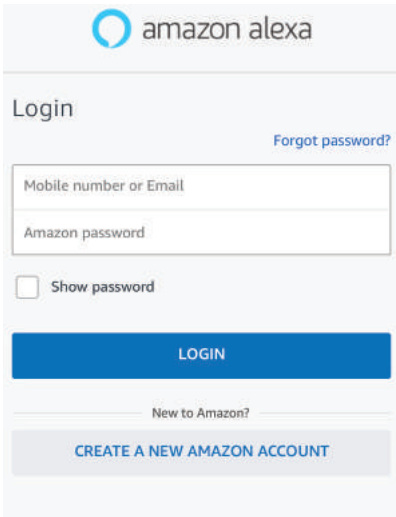 amazon alexa
Login
Forgot password?
Mobile number or Email
Amazon password
Show password
LOGIN
New to Amazon?
CREATE A NEW AMAZON ACCOUNT